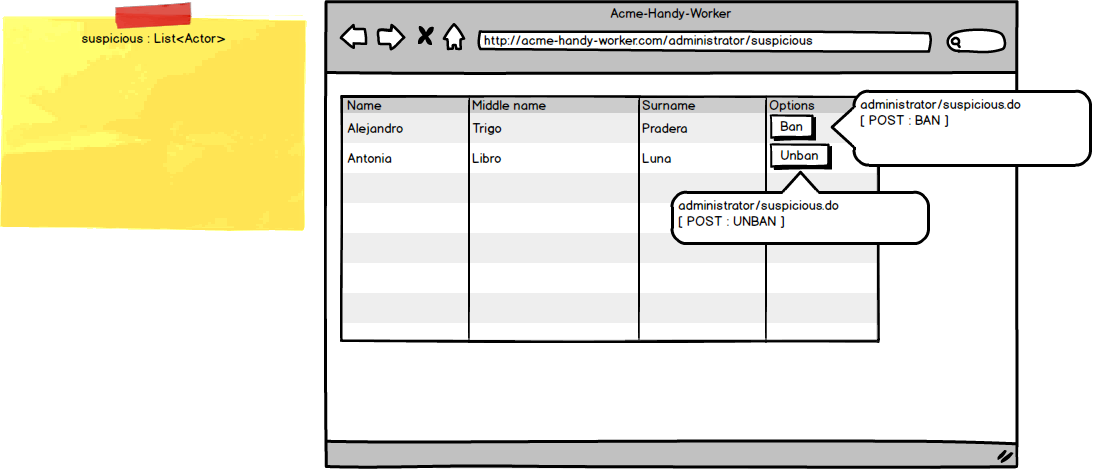 suspicious : List<Actor>
Acme-Handy-Worker
http://acme-handy-worker.com/administrator/suspicious
Name Middle name Surname Options
Alejandro Trigo Pradera Ban
Antonia Libro Luna Unban
administrator/suspicious.do
[ POST : BAN ]
administrator/suspicious.do
[ POST : UNBAN ]